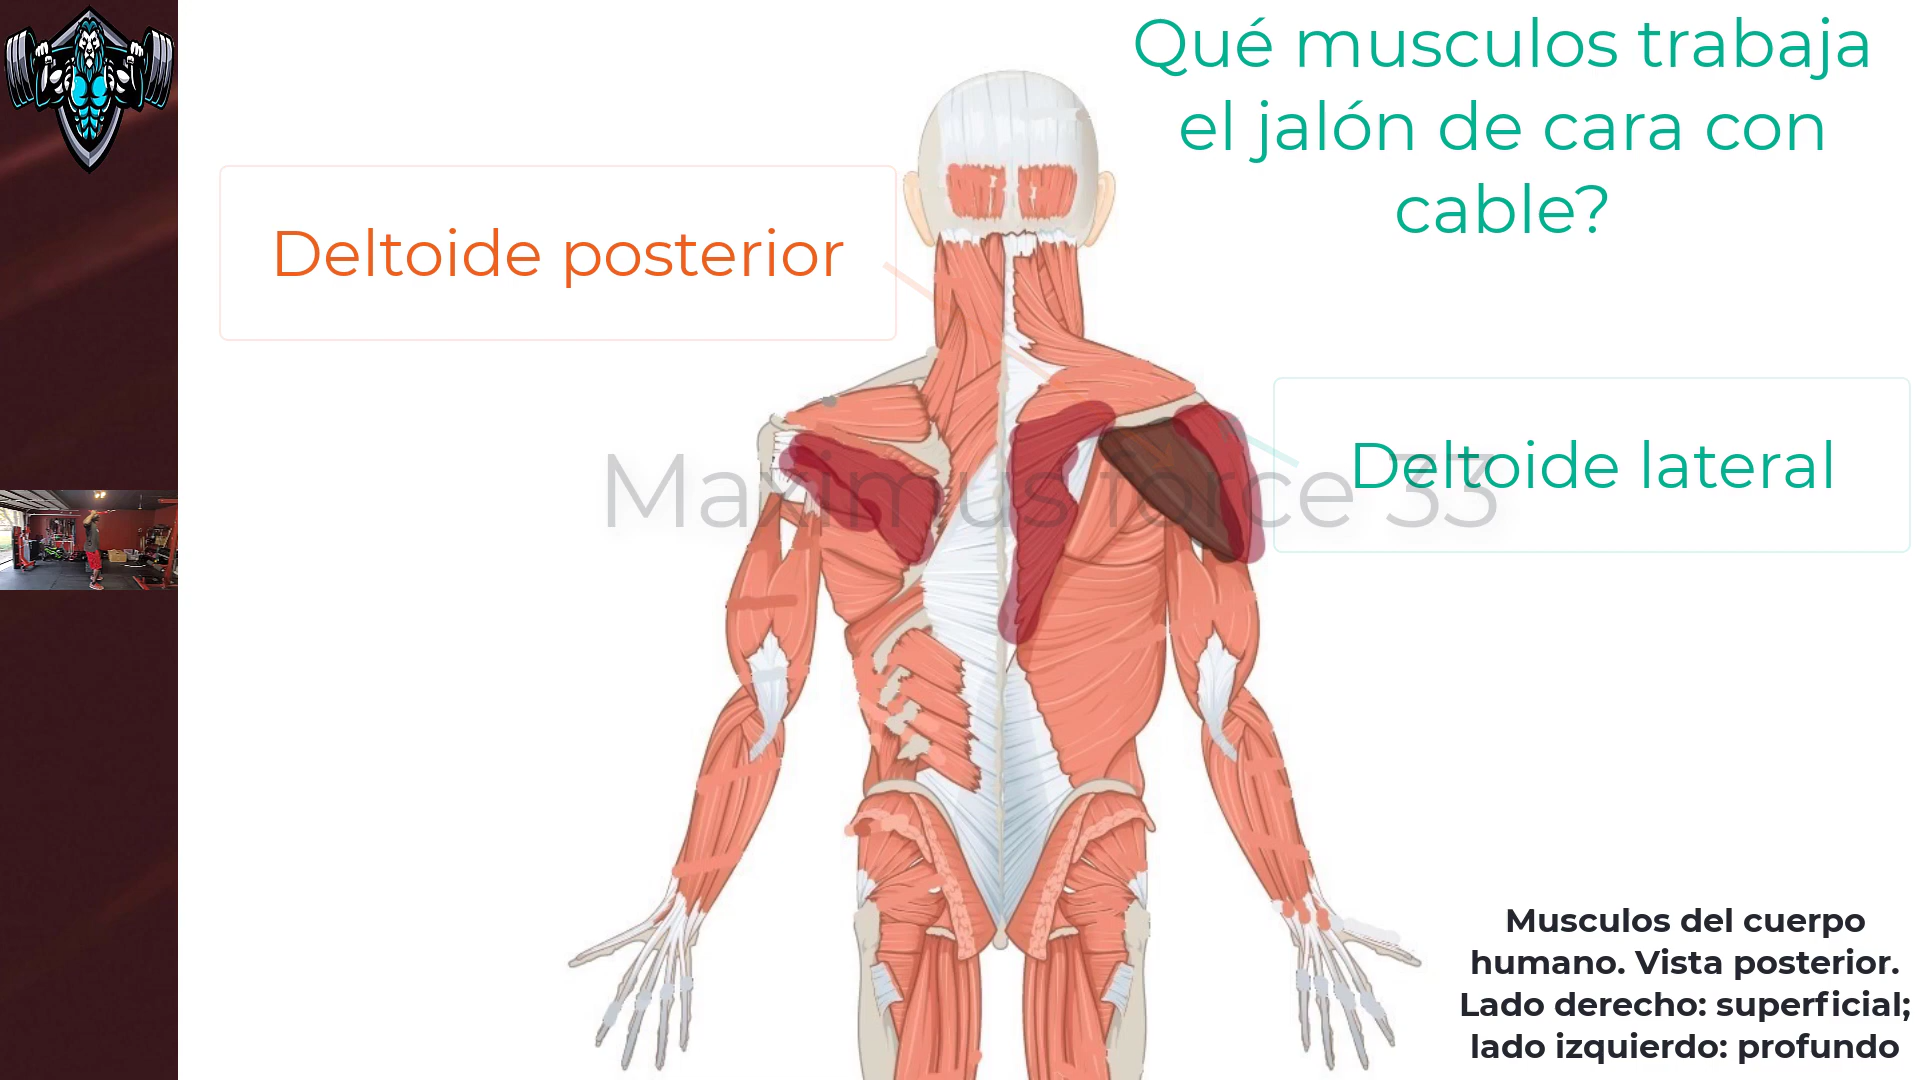 Qué musculos trabaja
el jalón de cara con
cable?
Deltoide posterior
Deltoide lateral
Maximus force 33
Musculos del cuerpo
humano. Vista posterior.
Lado derecho: superficial;
lado izquierdo: profundo